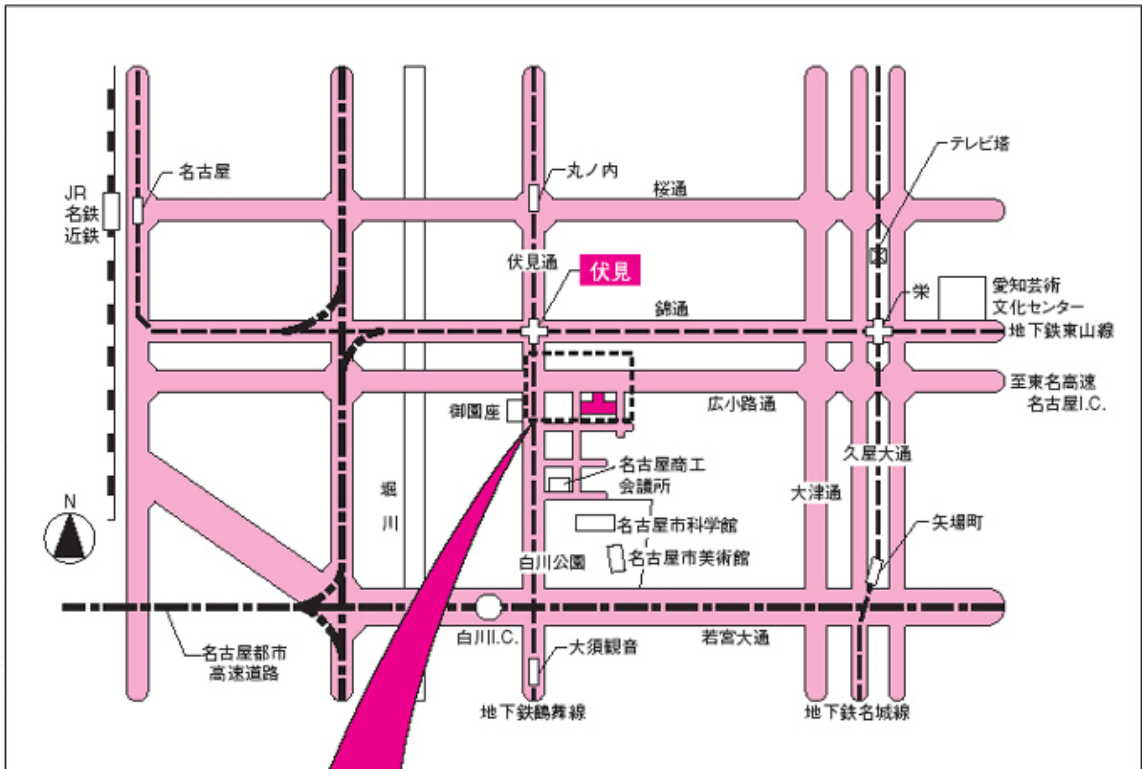 名古屋
丸ノ内
テレビ塔
JR
名鉄
近鉄
桜通
伏見通
伏見
栄
愛知芸術
文化センター
錦通
地下鉄東山線
至東名高速
名古屋I.C.
御園座
広小路通
久屋大通
名古屋商工
会議所
堀川
大津通
N
名古屋市科学館
矢場町
白川公園
名古屋市美術館
白川I.C.
若宮大通
大須観音
名古屋都市
高速道路
地下鉄鶴舞線
地下鉄名城線